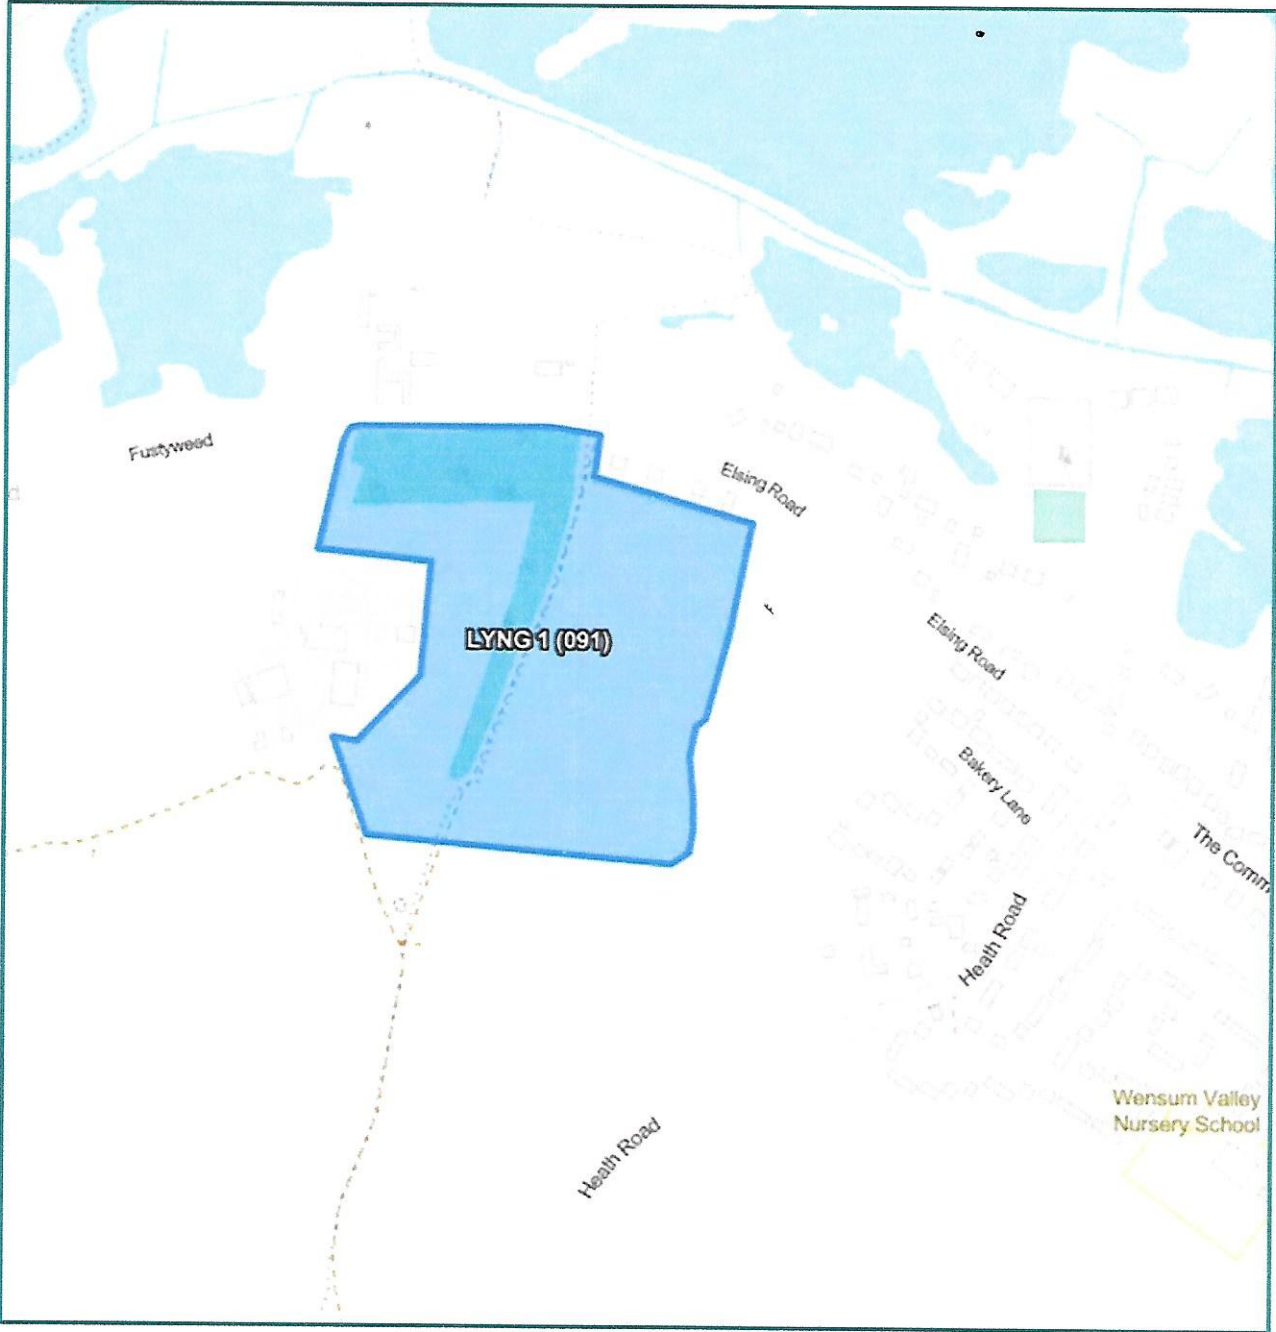 Fustyweed
Elsing Road
LYNG 1 (091)
Elsing Road
Bakery Lane
The Comm
Heath Road
Wensum Valley
Nursery School
Heath Road